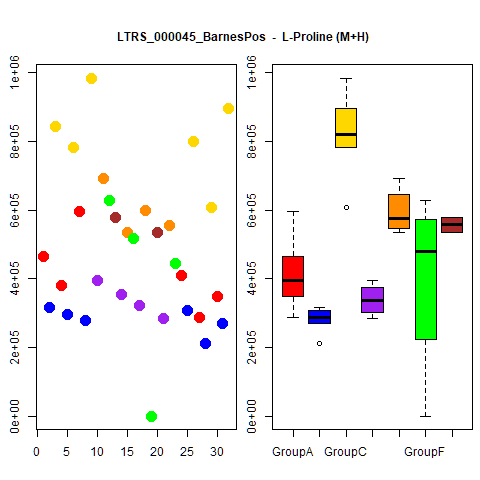 LTRS_000045_BarnesPos - L-Proline (M+H)
1e+06 1e+06
8e+05 8e+05
6e+05 6e+05
4e+05 4e+05
2e+05 2e+05
0e+00 0e+00
0 5 10 15 20 25 30 GroupA GroupC GroupF